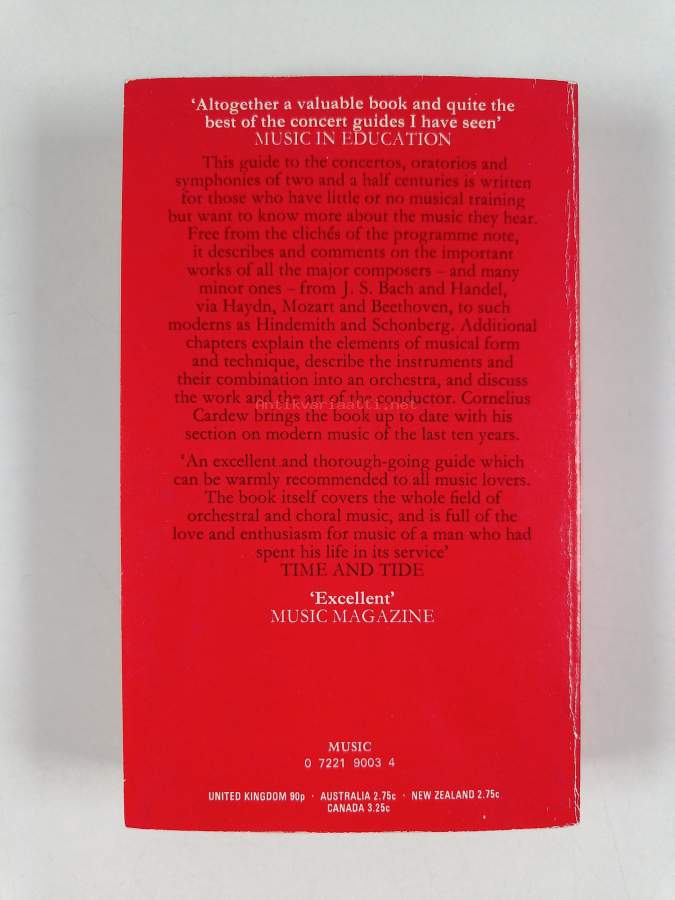 ‘Altogether a valuable book and quite the
best of the concert guides I have seen’
MUSIC IN EDUCATION
This guide to the concertos, oratorios and
symphonies of two and a half centuries is written
for those who have little or no musical training
but want to know more about the music they hear.
Free from the clichés of the programme note,
it describes and comments on the important
works of all the major composers – and many
minor ones – from J. S. Bach and Handel,
via Haydn, Mozart and Beethoven, to such
moderns as Hindemith and Schonberg. Additional
chapters explain the elements of musical form
and technique, describe the instruments and
their combination into an orchestra, and discuss
the work and the art of the conductor. Cornelius
Antikvariaatti.net
Cardew brings the book up to date with his
section on modern music of the last ten years.
‘An excellent and thorough-going guide which
can be warmly recommended to all music lovers.
The book itself covers the whole field of
orchestral and choral music, and is full of the
love and enthusiasm for music of a man who had
spent his life in its service’
TIME AND TIDE
‘Excellent’
MUSIC MAGAZINE
MUSIC
0 7221 9003 4
UNITED KINGDOM 90p · AUSTRALIA 2.75c · NEW ZEALAND 2.75c
CANADA 3.25c